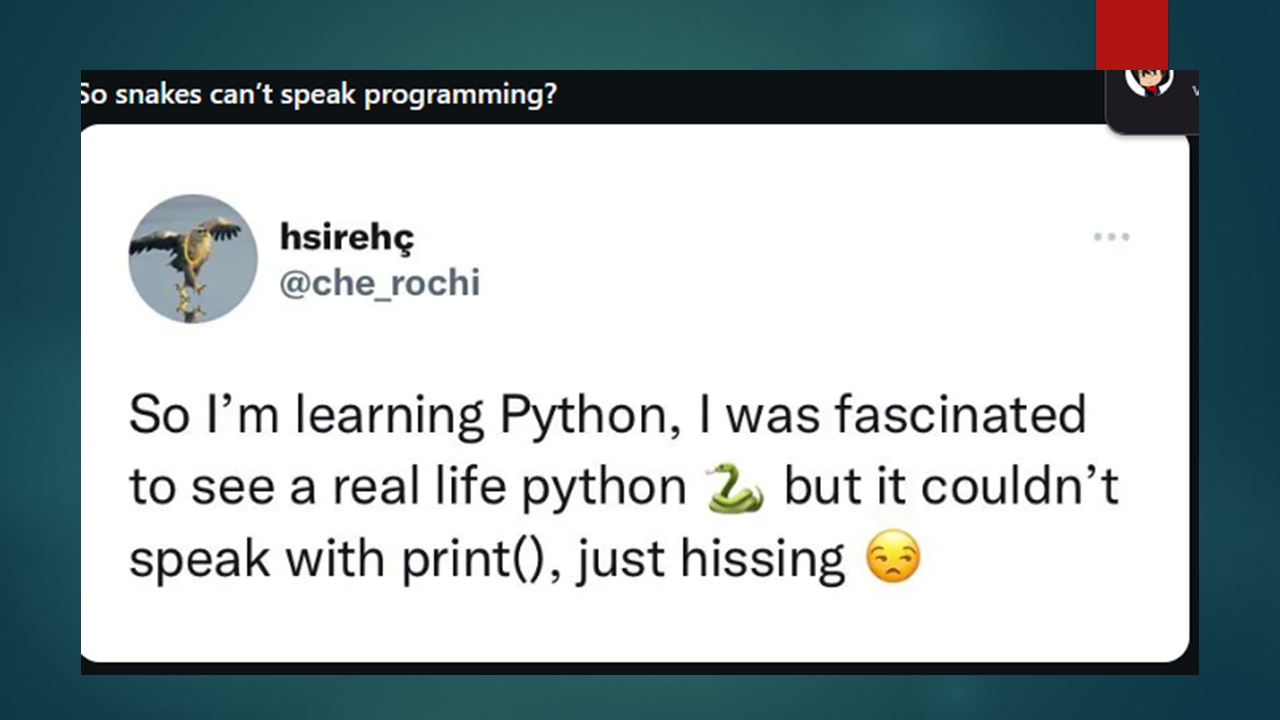 So snakes can’t speak programming?
hsirehç
@che_rochi
So I’m learning Python, I was fascinated
to see a real life python 🐍 but it couldn’t
speak with print(), just hissing 😒